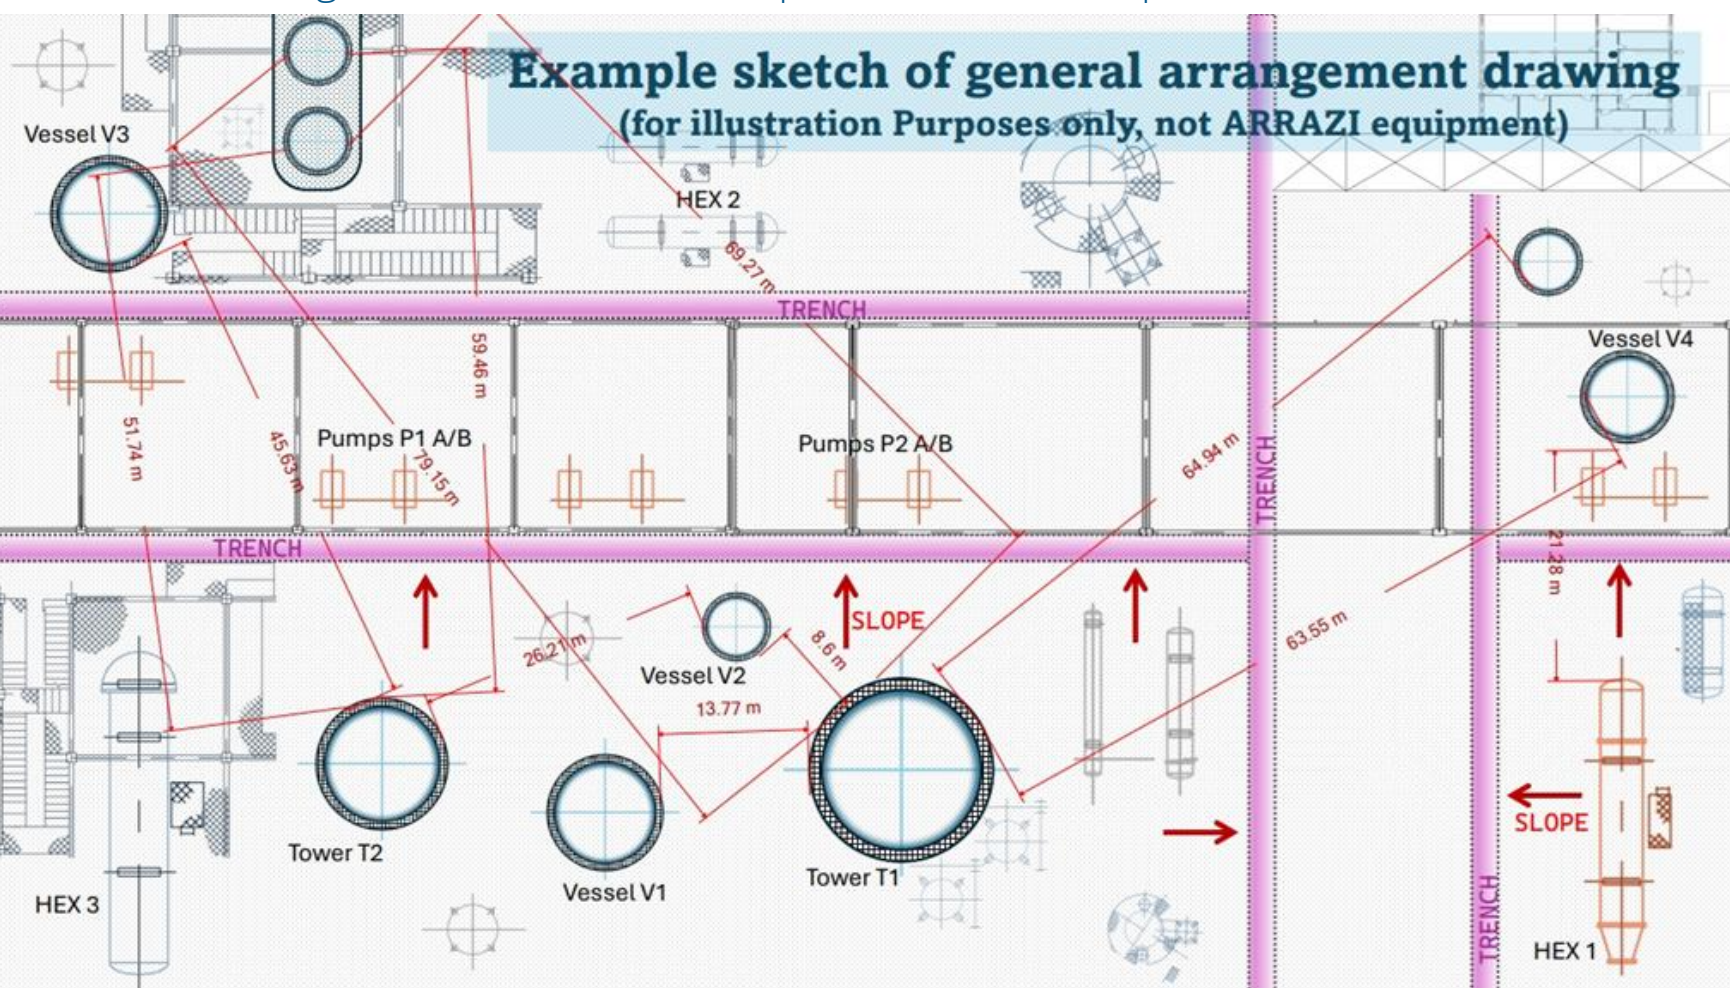 Example sketch of general arrangement drawing
(for illustration Purposes only, not ARRAZI equipment)
Vessel V3
HEX 2
69.27 m
TRENCH
Vessel V4
59.46 m
51.74 m
45.63 m
Pumps P1 A/B
79.15 m
Pumps P2 A/B
64.94 m
TRENCH
TRENCH
21.28 m
SLOPE
26.21 m
8.6 m
63.55 m
Vessel V2
13.77 m
SLOPE
Tower T2
Vessel V1
Tower T1
HEX 3
TRENCH
HEX 1